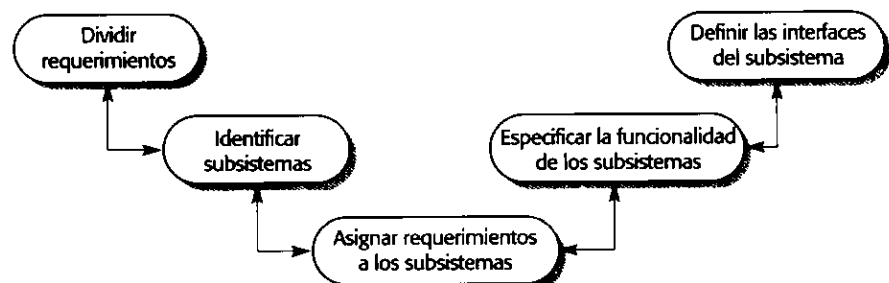 Dividir
requerimientos
Identificar
subsistemas
Asignar requerimientos
a los subsistemas
Especificar la funcionalidad
de los subsistemas
Definir las interfaces
del subsistema